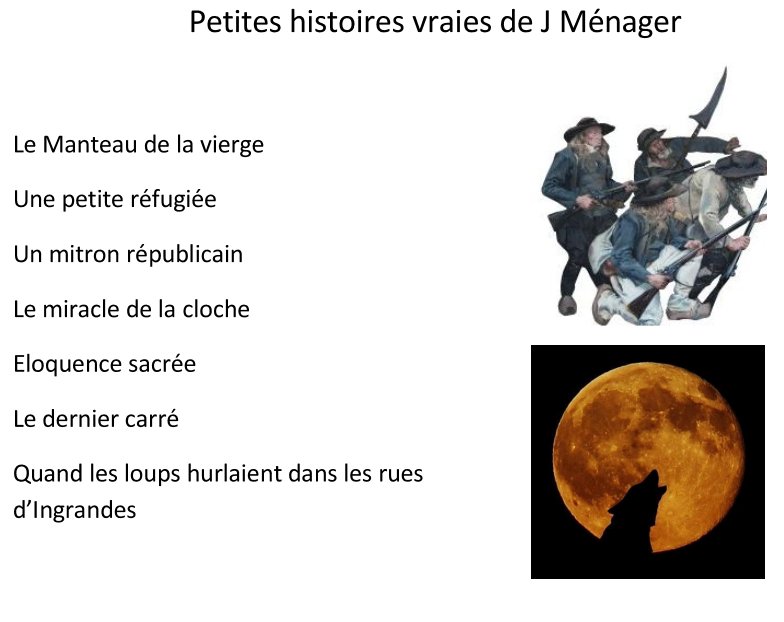 Petites histoires vraies de J Ménager
Le Manteau de la vierge
Une petite réfugiée
Un mitron républicain
Le miracle de la cloche
Eloquence sacrée
Le dernier carré
Quand les loups hurlaient dans les rues
d’Ingrandes